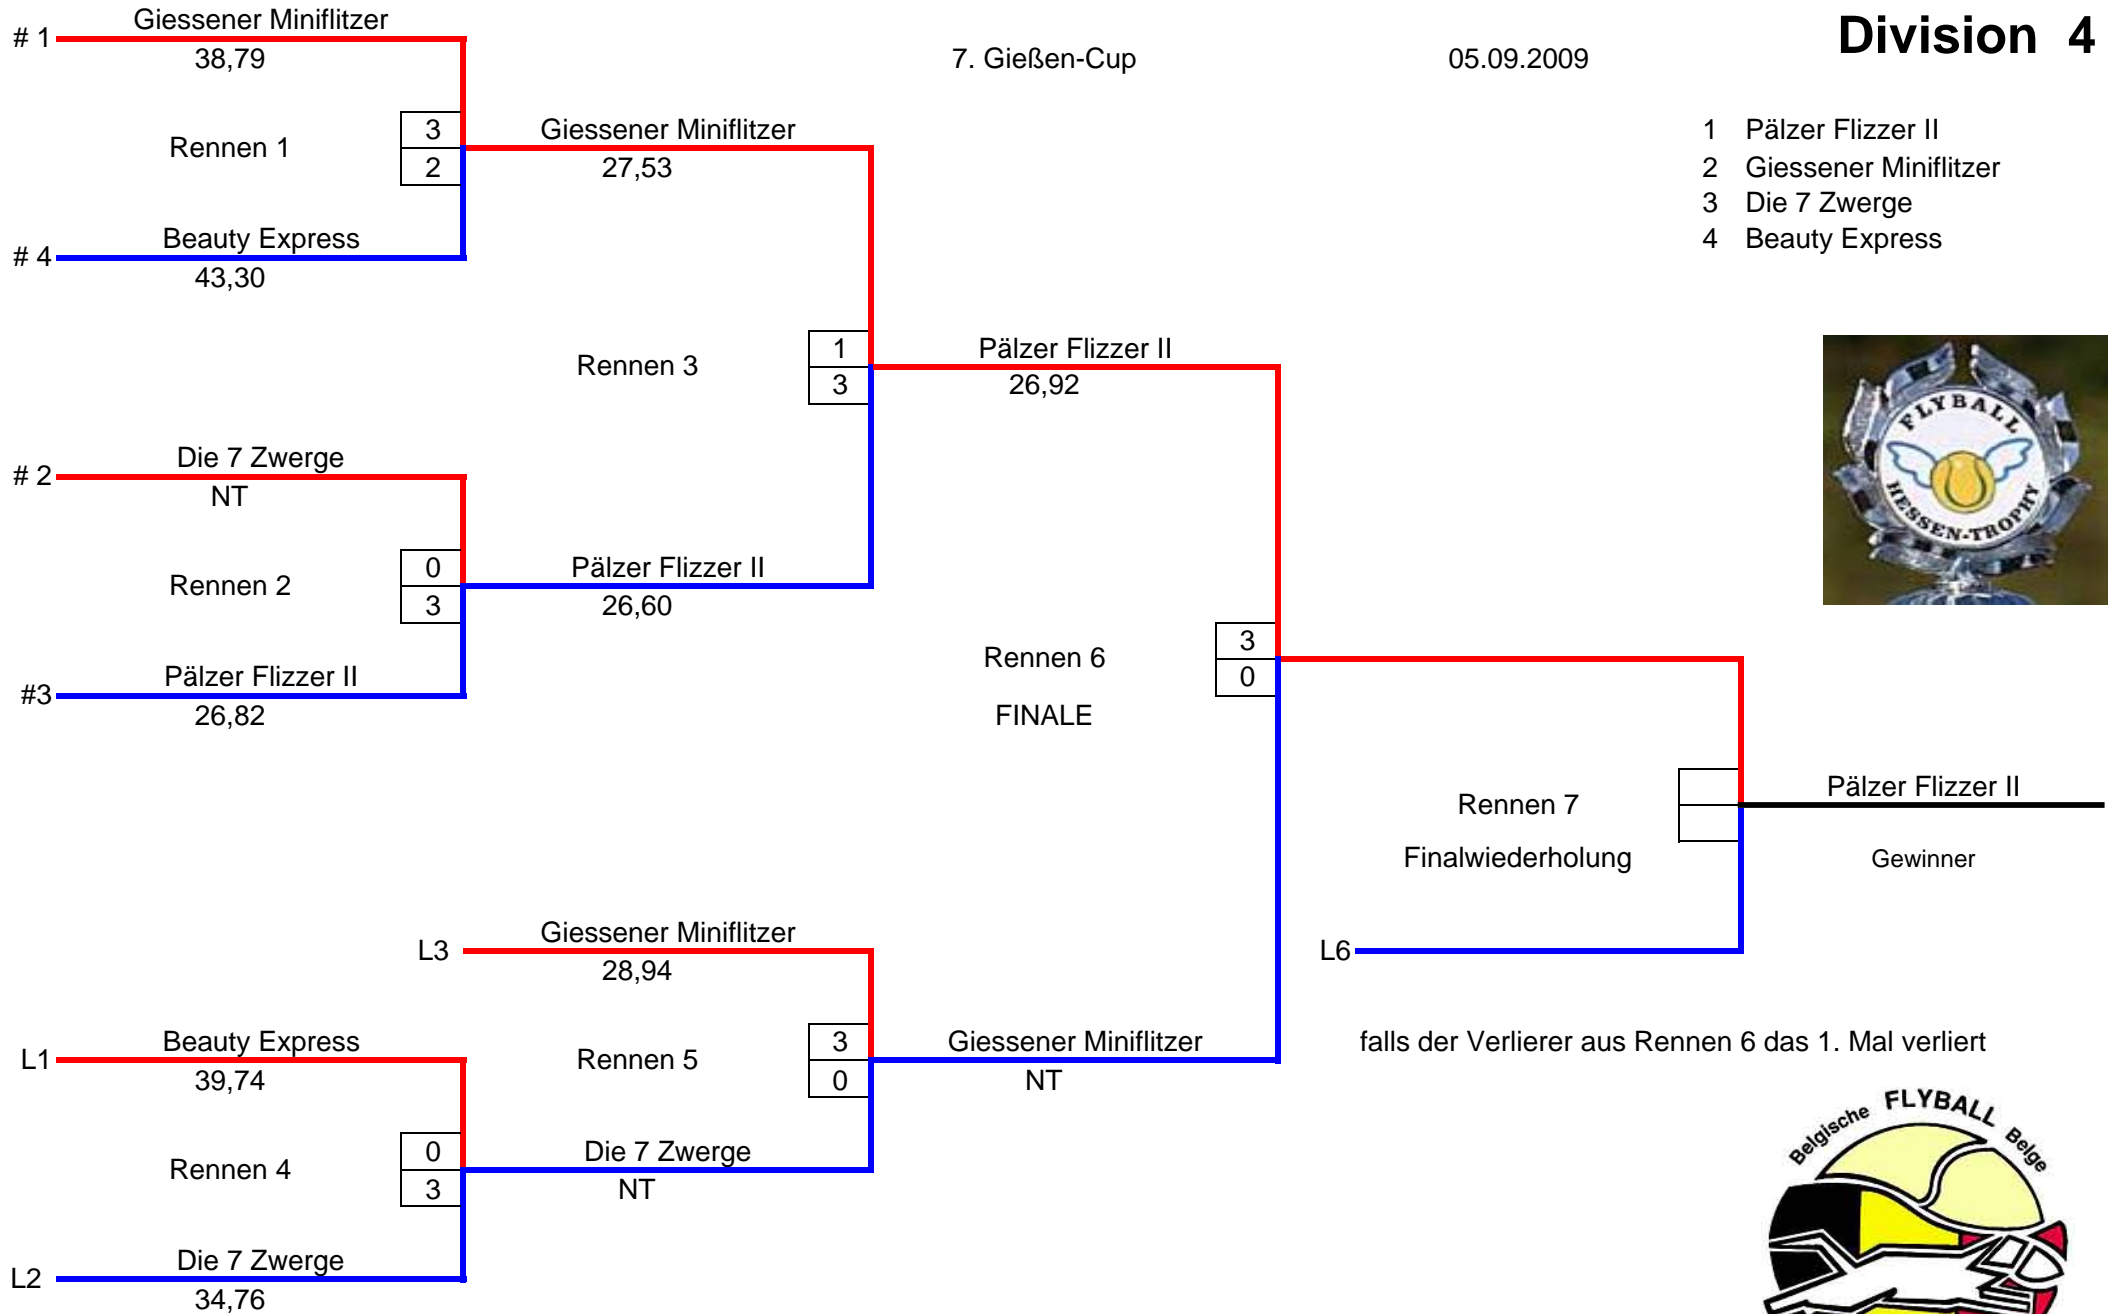 Division 4
7. Gießen-Cup 05.09.2009
# 1 Giessener Miniflitzer
38,79
Rennen 1
3
2
# 4 Beauty Express
43,30
Giessener Miniflitzer
27,53
1 Pälzer Flizzer II
2 Giessener Miniflitzer
3 Die 7 Zwerge
4 Beauty Express
Rennen 3
1
3
Pälzer Flizzer II
26,92
FLYBALL
HESSEN-TROPHY
# 2 Die 7 Zwerge
NT
Rennen 2
0
3
#3 Pälzer Flizzer II
26,82
Pälzer Flizzer II
26,60
Rennen 6
FINALE
3
0
Rennen 7
Finalwiederholung
Pälzer Flizzer II
Gewinner
L6
falls der Verlierer aus Rennen 6 das 1. Mal verliert
L3 Giessener Miniflitzer
28,94
Rennen 5
3
0
Giessener Miniflitzer
NT
L1 Beauty Express
39,74
Rennen 4
0
3
Die 7 Zwerge
NT
L2 Die 7 Zwerge
34,76
Belgische FLYBALL Belge